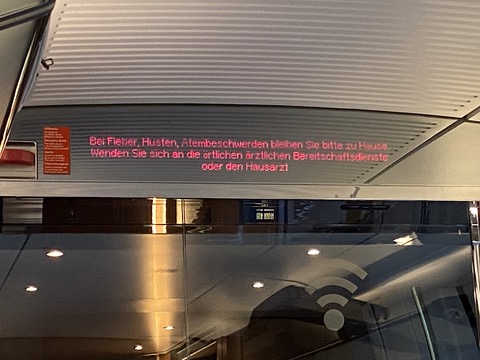 Bei Fieber, Husten, Atembeschwerden bleiben Sie bitte zu Hause.
Wenden Sie sich an die örtlichen ärztlichen Bereitschaftsdienste
oder den Hausarzt